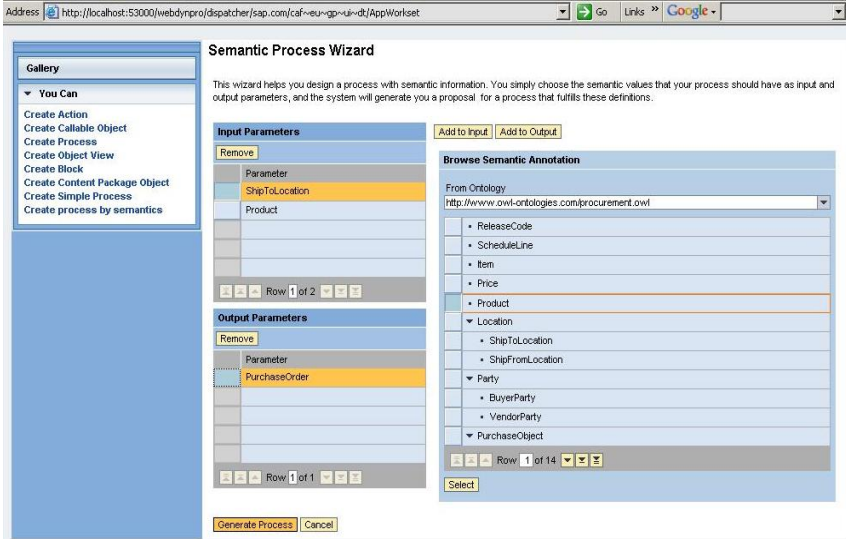 Address http://localhost:53000/webdynpro/dispatcher/sap.com/caf~eu~gp~ui~dt/AppWorkset Go Links » Google
Semantic Process Wizard
This wizard helps you design a process with semantic information. You simply choose the semantic values that your process should have as input and
output parameters, and the system will generate you a proposal for a process that fulfills these definitions.
Gallery
You Can
Create Action
Create Callable Object
Create Process
Create Object View
Create Block
Create Content Package Object
Create Simple Process
Create process by semantics
Input Parameters
Remove
Parameter
ShipToLocation
Product
Row 1 of 2
Output Parameters
Remove
Parameter
PurchaseOrder
Row 1 of 1
Add to Input Add to Output
Browse Semantic Annotation
From Ontology
http://www.owl-ontologies.com/procurement.owl
ReleaseCode
ScheduleLine
Item
Price
Product
Location
ShipToLocation
ShipFromLocation
Party
BuyerParty
VendorParty
PurchaseObject
Row 1 of 14
Select
Generate Process Cancel